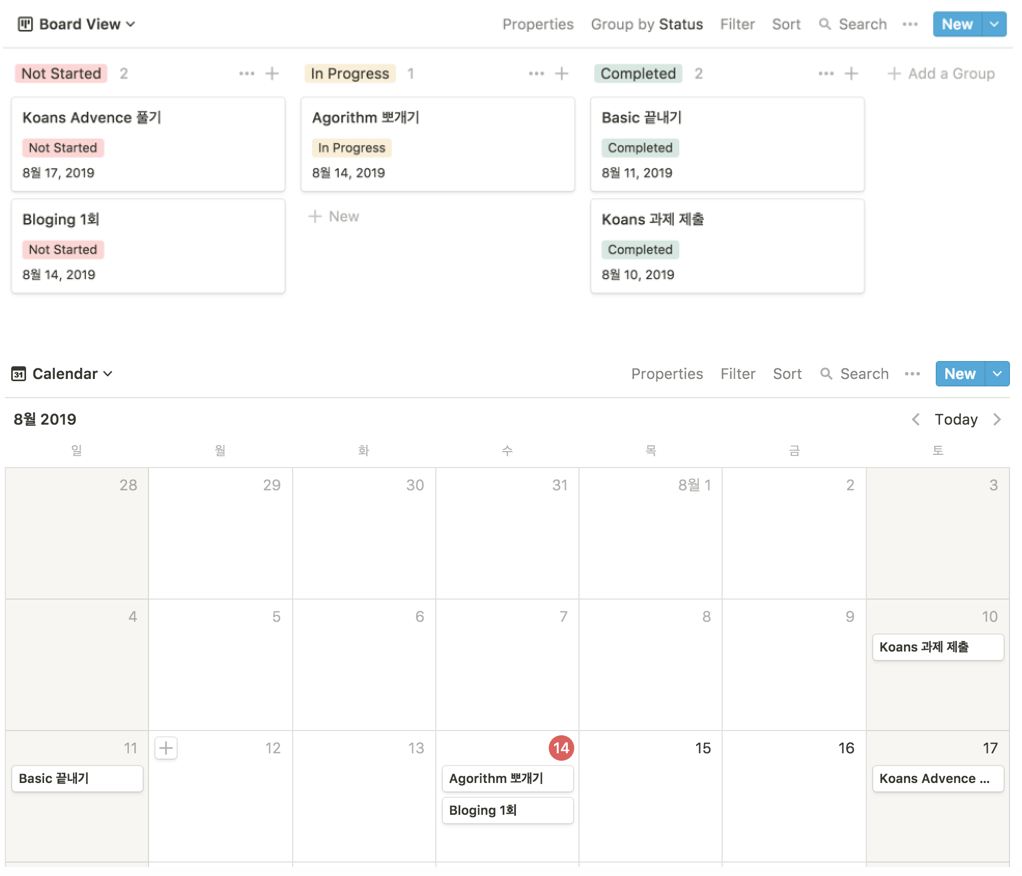 Board View
Properties Group by Status Filter Sort Search ··· New
Not Started 2 ··· +
In Progress 1 ··· +
Completed 2 ··· +
+ Add a Group
Koans Advence 풀기
Not Started
8월 17, 2019
Bloging 1회
Not Started
8월 14, 2019
Agorithm 뽀개기
In Progress
8월 14, 2019
+ New
Basic 끝내기
Completed
8월 11, 2019
Koans 과제 제출
Completed
8월 10, 2019
31 Calendar
Properties Filter Sort Search ··· New
8월 2019
Today
일 월 화 수 목 금 토
28 29 30 31 8월 1 2 3
4 5 6 7 8 9 10
Koans 과제 제출
11 + 12 13 14 15 16 17
Basic 끝내기 Agorithm 뽀개기 Koans Advence ...
Bloging 1회